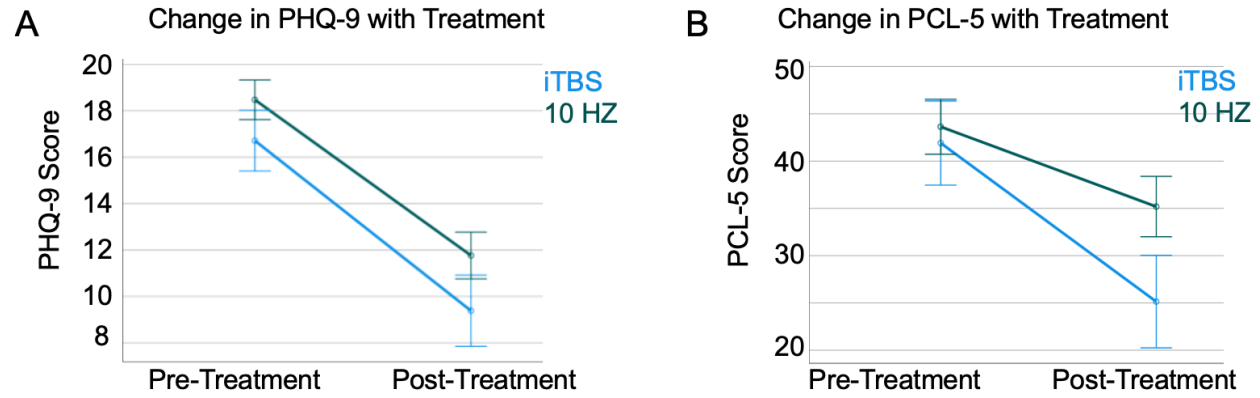 A
Change in PHQ-9 with Treatment
PHQ-9 Score
20
18
16
14
12
10
8
iTBS
10 HZ
Pre-Treatment
Post-Treatment
B
Change in PCL-5 with Treatment
PCL-5 Score
50
40
30
20
iTBS
10 HZ
Pre-Treatment
Post-Treatment